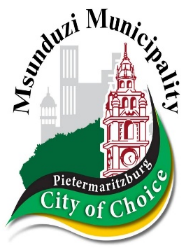 Msunduzi Municipality
Pietermaritzburg
City of Choice